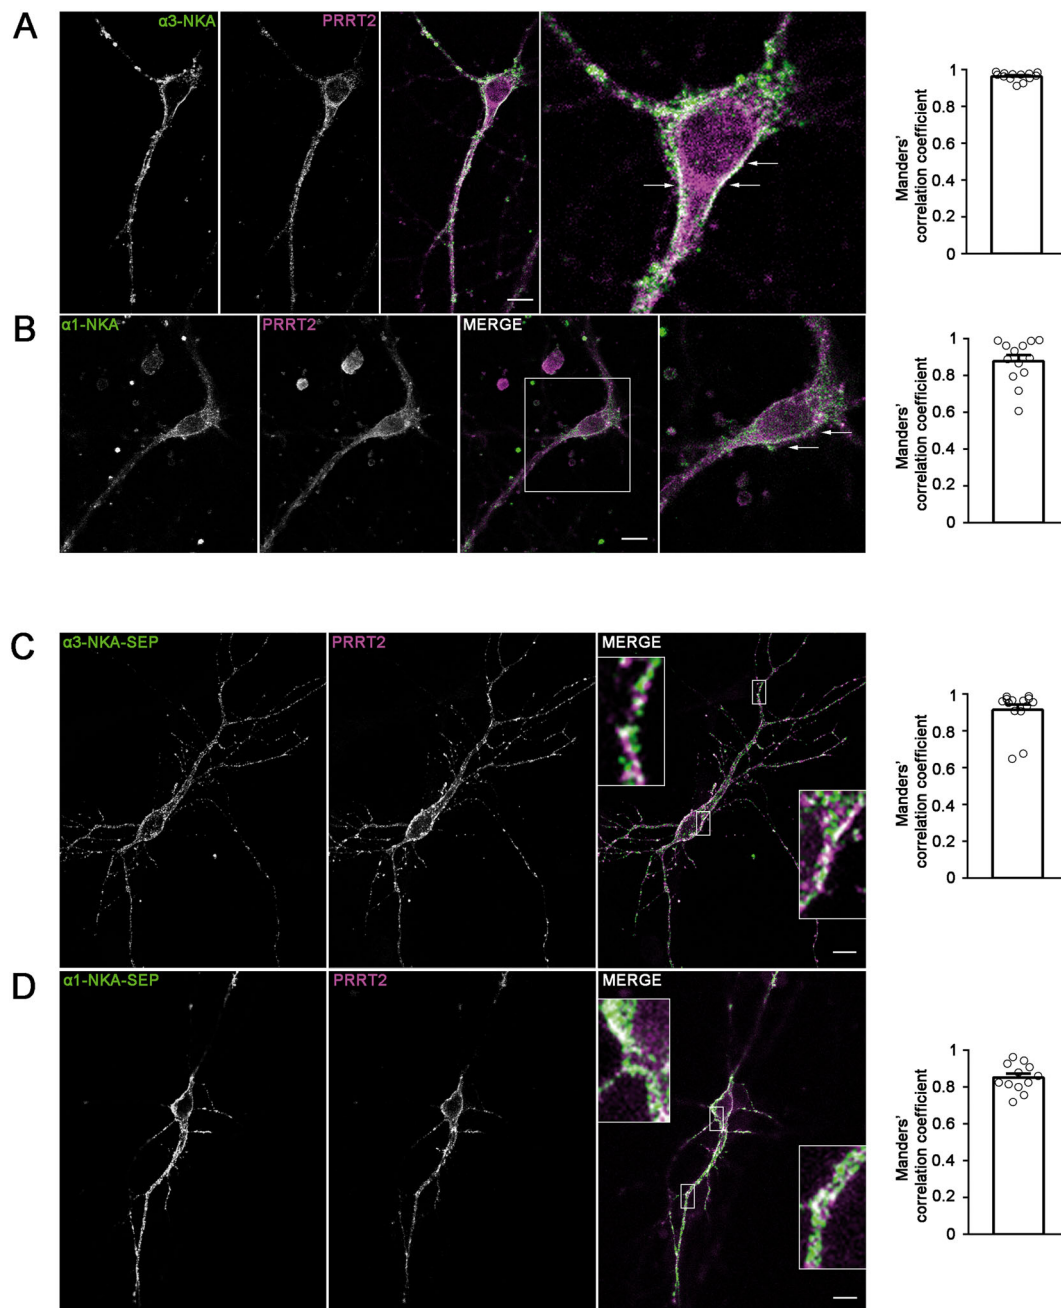 A
α3-NKA
PRRT2
Manders'
correlation coefficient
1
0.8
0.6
0.4
0.2
0
B
α1-NKA
PRRT2
MERGE
Manders'
correlation coefficient
1
0.8
0.6
0.4
0.2
0
C
α3-NKA-SEP
PRRT2
MERGE
Manders'
correlation coefficient
1
0.8
0.6
0.4
0.2
0
D
α1-NKA-SEP
PRRT2
MERGE
Manders'
correlation coefficient
1
0.8
0.6
0.4
0.2
0